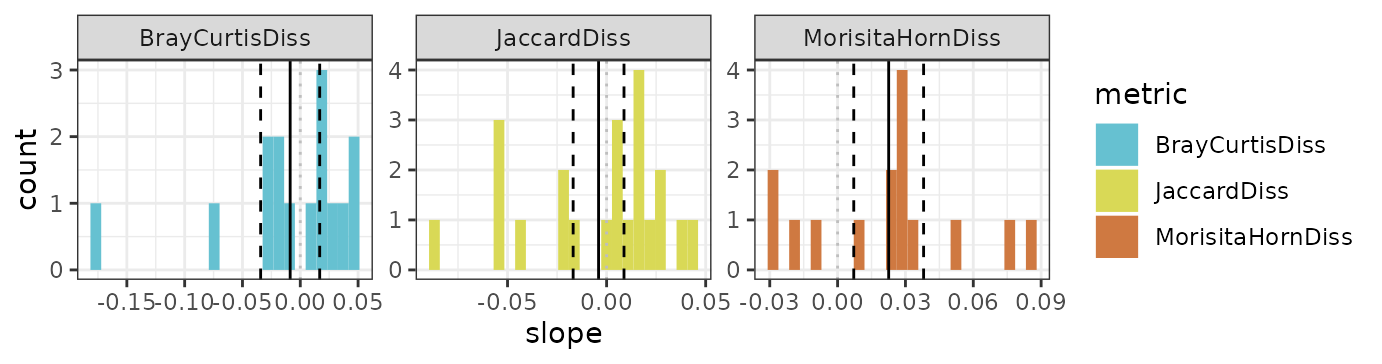 BrayCurtisDiss JaccardDiss MorisitaHornDiss
count
3
2
1
0
4
3
2
1
0
4
3
2
1
0
-0.15 -0.10 -0.05 0.00 0.05
-0.05 0.00 0.05
-0.03 0.00 0.03 0.06 0.09
slope
metric
BrayCurtisDiss
JaccardDiss
MorisitaHornDiss